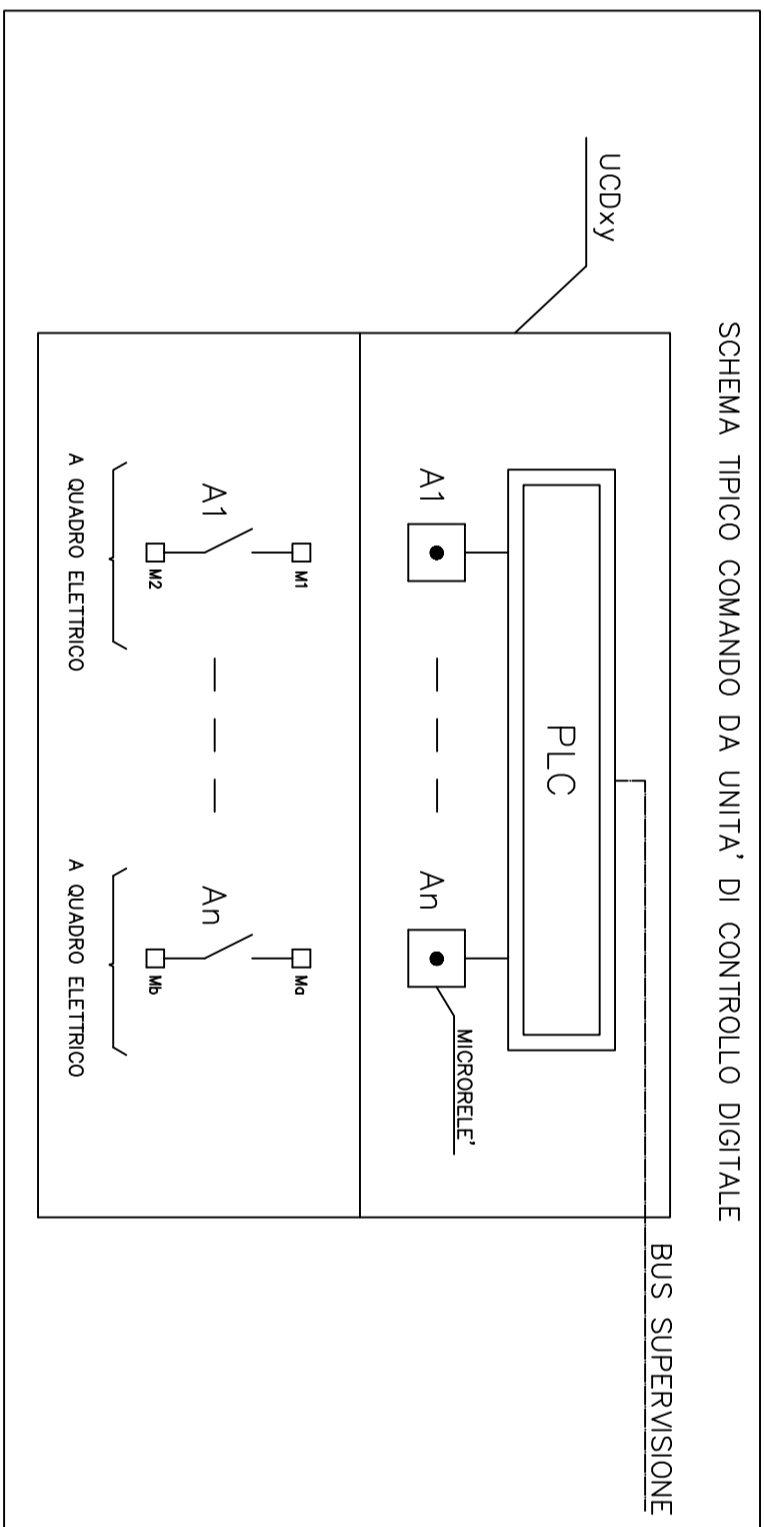 SCHEMA TIPICO COMANDO DA UNITA' DI CONTROLLO DIGITALE
UCDxy
BUS SUPERVISIONE
PLC
A1
An
MICRORELE'
M1
Ma
A1
An
M2
Mb
A QUADRO ELETTRICO
A QUADRO ELETTRICO